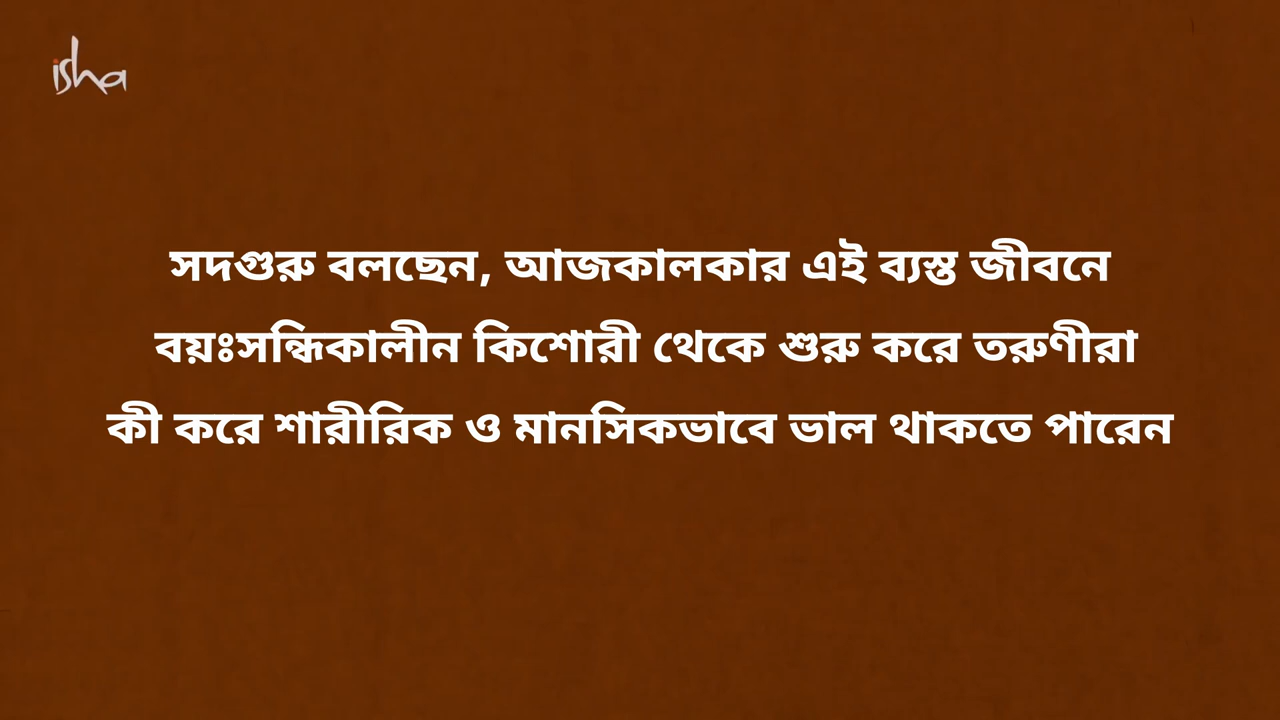 isha
সদগুরু বলছেন, আজকালকার এই ব্যস্ত জীবনে
বয়ঃসন্ধিকালীন কিশোরী থেকে শুরু করে তরুণীরা
কী করে শারীরিক ও মানসিকভাবে ভাল থাকতে পারেন